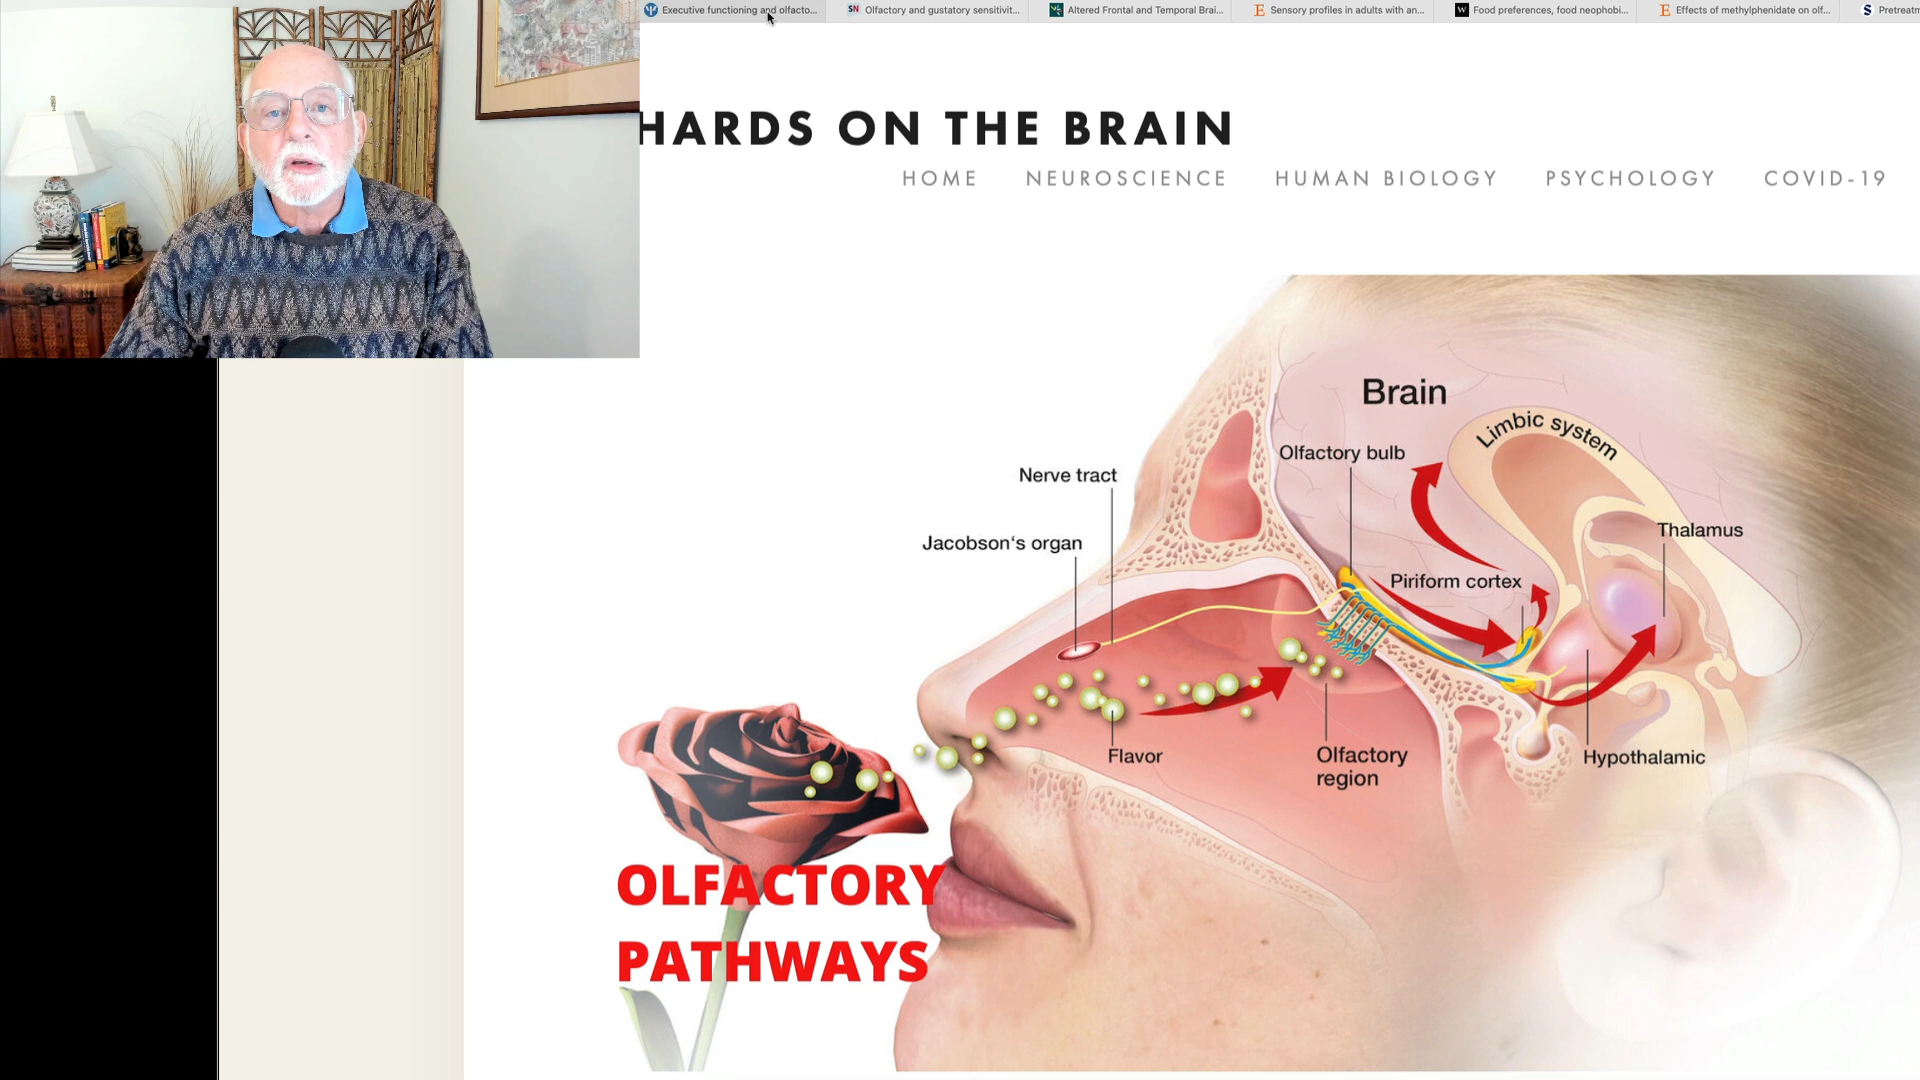 Executive functioning and olfacto...
Olfactory and gustatory sensitivit...
Altered Frontal and Temporal Brai...
Sensory profiles in adults with an...
Food preferences, food neophobi...
Effects of methylphenidate on olf...
Pretreatm
HARDS ON THE BRAIN
HOME NEUROSCIENCE HUMAN BIOLOGY PSYCHOLOGY COVID-19
Brain
Limbic system
Olfactory bulb
Nerve tract
Thalamus
Jacobson's organ
Piriform cortex
Flavor
Olfactory
region
Hypothalamic
OLFACTORY
PATHWAYS